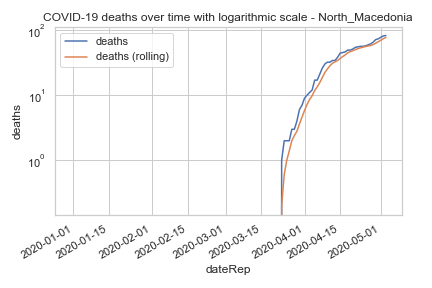 COVID-19 deaths over time with logarithmic scale - North_Macedonia
deaths
deaths (rolling)
10²
10¹
10⁰
deaths
2020-01-01
2020-01-15
2020-02-01
2020-02-15
2020-03-01
2020-03-15
2020-04-01
2020-04-15
2020-05-01
dateRep